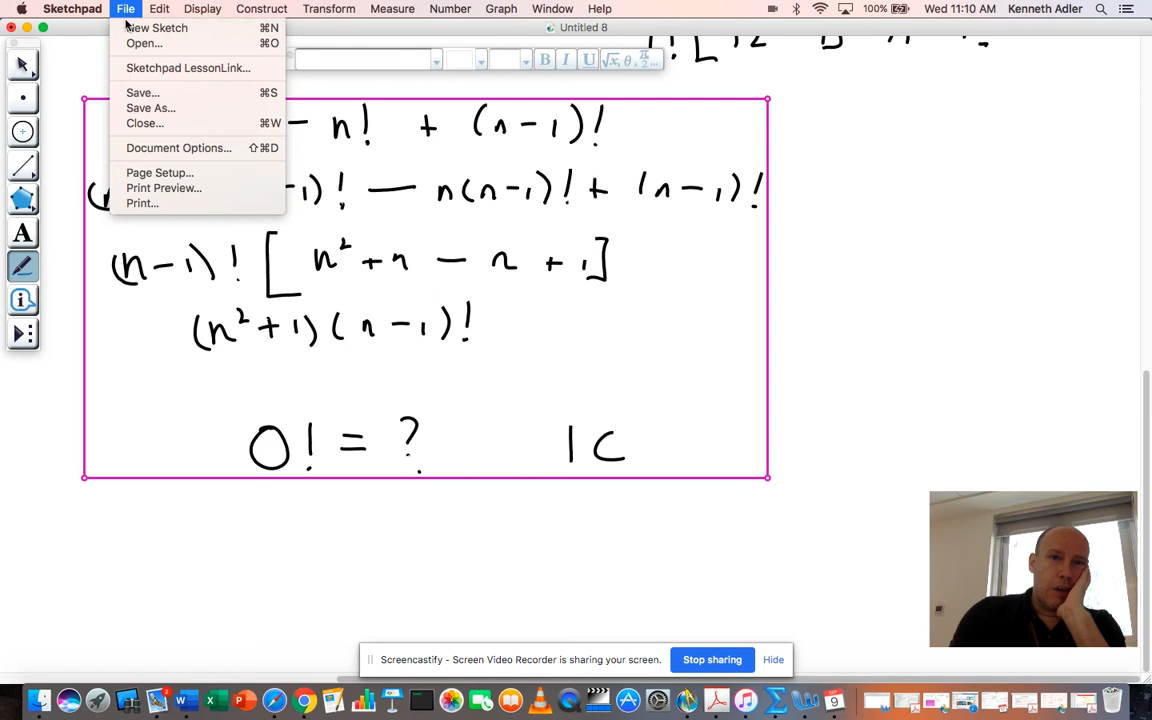 Sketchpad File Edit Display Construct Transform Measure Number Graph Window Help 100% Wed 11:10 AM Kenneth Adler
Untitled 8
New Sketch ⌘N
Open... ⌘O
Sketchpad LessonLink...
Save... ⌘S
Save As...
Close... ⌘W
Document Options... ⇧⌘D
Page Setup...
Print Preview...
Print...
B I U √x,θ, π/2...
- n! + (n-1)!
-1)! — n(n-1)! + (n-1)!
(n-1)! [ n² + n - n + 1]
(n²+1)(n-1)!
0! = ? 1C
A
Screencastify - Screen Video Recorder is sharing your screen. Stop sharing Hide